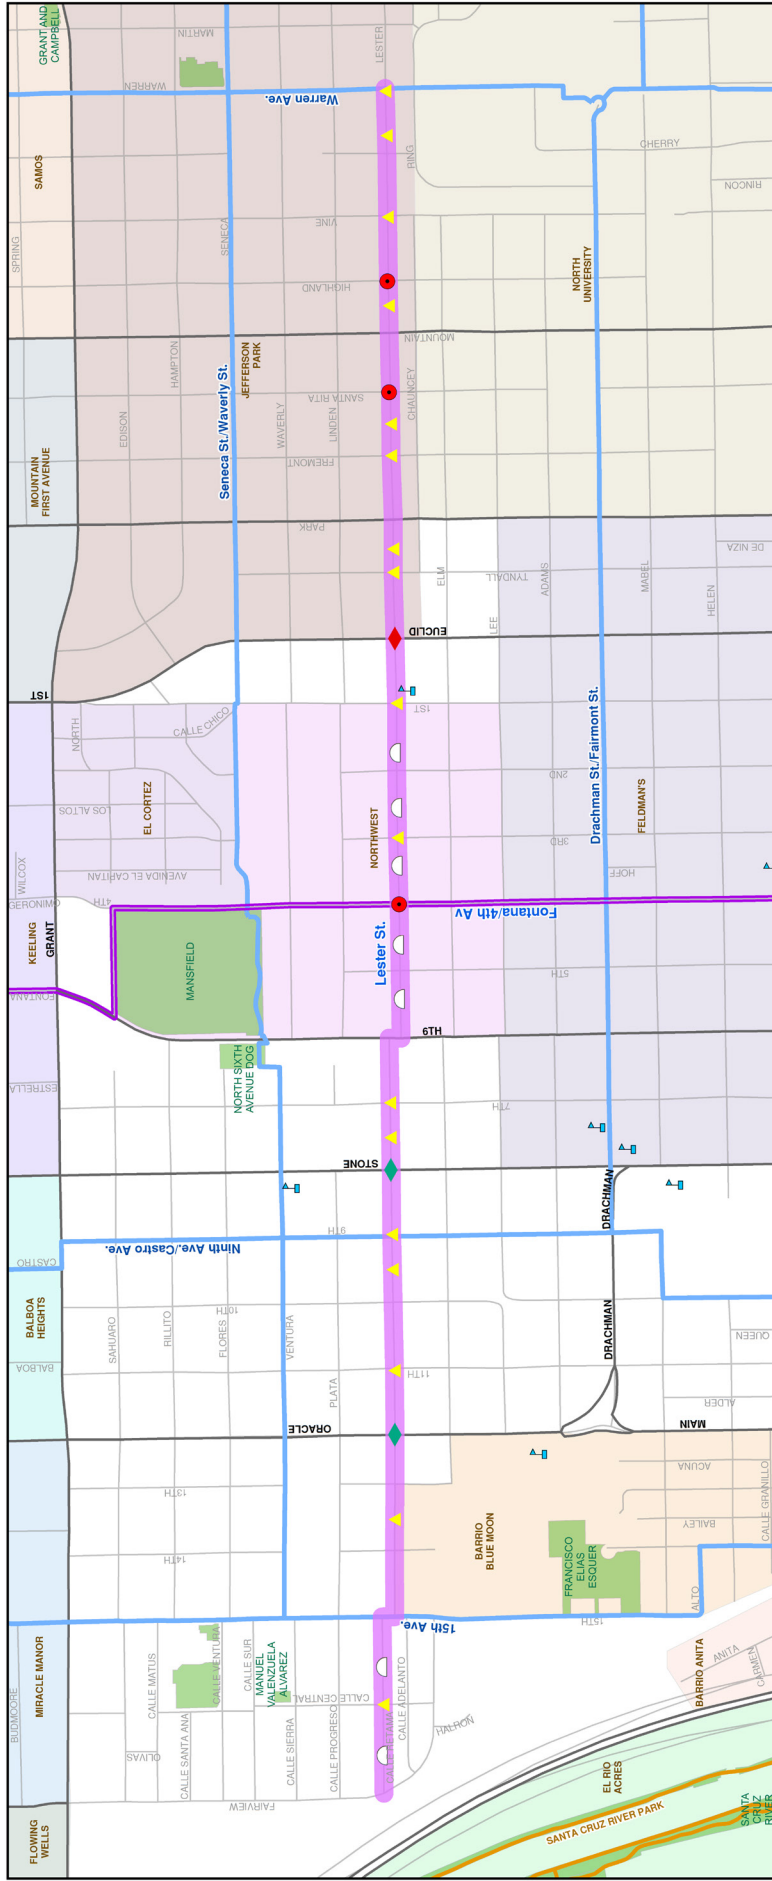 GRANT AND
CAMPBELL
MARTIN
LESTER
WARREN
Warren Ave.
SAMOS
RING
CHERRY
RINCON
SPRING
SENECA
VINE
HIGHLAND
NORTH
UNIVERSITY
MOUNTAIN
HAMPTON
JEFFERSON
PARK
Seneca St./Waverly St.
SANTA RITA
CHAUNCEY
EDISON
WAVERLY
LINDEN
FREMONT
MOUNTAIN
FIRST AVENUE
PARK
DE NIZA
ELM
TYNDALL
ADAMS
MABEL
HELEN
LEE
EUCLID
1ST
1ST
NORTH
CALLE CHICO
Drachman St./Fairmont St.
2ND
LOS ALTOS
EL CORTEZ
NORTHWEST
FELDMAN'S
3RD
WILCOX
AVENIDA EL CAPITAN
HOFF
GERONIMO
4TH
Fontana/4th Av
KEELING
GRANT
MANSFIELD
Lester St.
5TH
FONTANA
6TH
NORTH SIXTH
AVENUE DOG
ESTRELLA
7TH
STONE
DRACHMAN
9TH
Ninth Ave./Castro Ave.
CASTRO
BALBOA
HEIGHTS
10TH
SAHUARO
RILLITO
FLORES
VENTURA
DRACHMAN
QUEEN
BALBOA
11TH
PLATA
ALDER
ORACLE
MAIN
13TH
ACUNA
CALLE GRANILLO
BARRIO
BLUE MOON
BAILEY
14TH
FRANCISCO
ELIAS
ESQUER
ALTO
15TH
15th Ave.
MIRACLE MANOR
BUDMOORE
CALLE MATUS
CALLE VENTURA
CALLE SUR
MANUEL
VALENZUELA
ALVAREZ
CALLE CENTRAL
CALLE ADELANTO
BARRIO ANITA
ANITA
CARMEN
OLIVAS
CALLE SANTA ANA
CALLE SIERRA
CALLE PROGRESO
CALLE RETAMA
HALRON
FAIRVIEW
EL RIO
ACRES
FLOWING
WELLS
SANTA CRUZ RIVER PARK
SANTA
CRUZ
RIVER